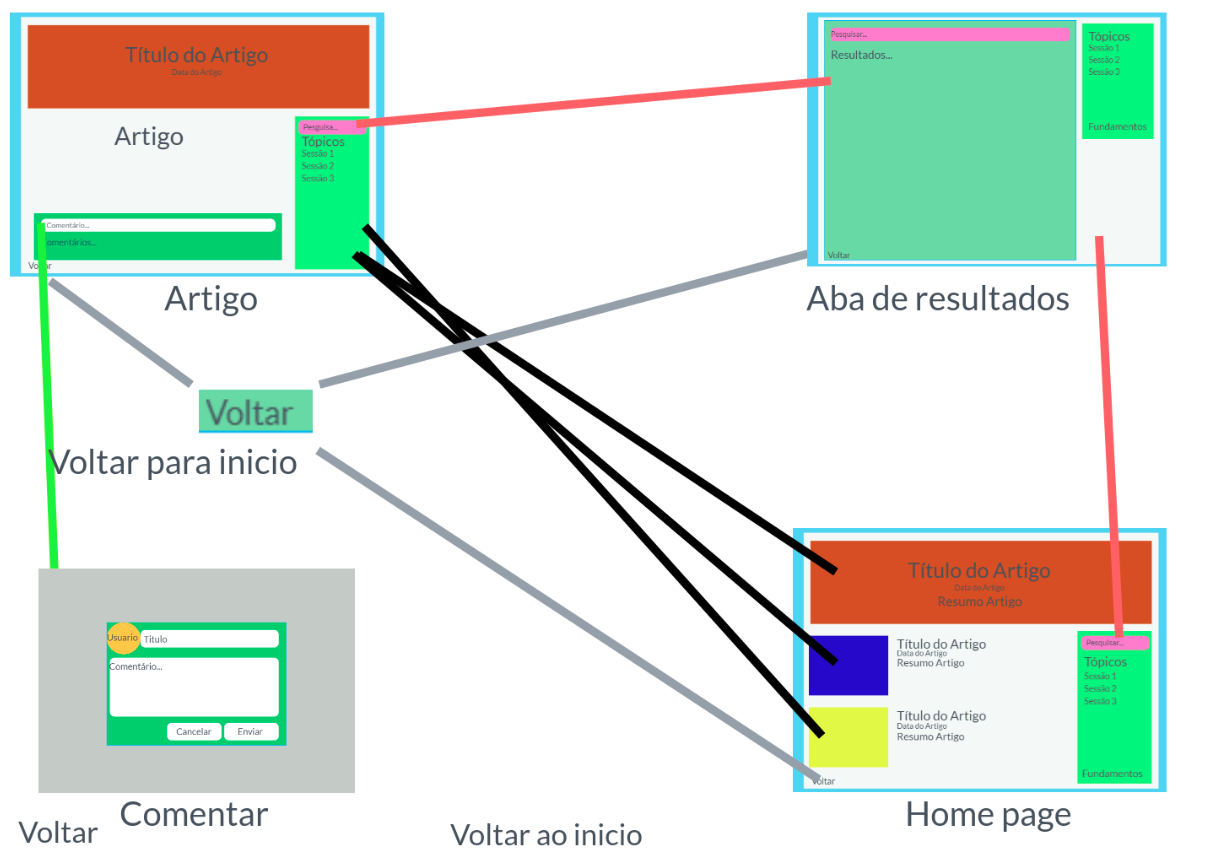 Título do Artigo
Data do Artigo
Artigo
Pesquisa...
Tópicos
Sessão 1
Sessão 2
Sessão 3
Comentário...
Comentários...
Voltar
Artigo
Pesquisar...
Resultados...
Voltar
Tópicos
Sessão 1
Sessão 2
Sessão 3
Fundamentos
Aba de resultados
Voltar
Voltar para inicio
Usuario
Titulo
Comentário...
Cancelar
Enviar
Comentar
Voltar
Voltar ao inicio
Título do Artigo
Data do Artigo
Resumo Artigo
Título do Artigo
Data do Artigo
Resumo Artigo
Título do Artigo
Data do Artigo
Resumo Artigo
Voltar
Pesquisar...
Tópicos
Sessão 1
Sessão 2
Sessão 3
Fundamentos
Home page